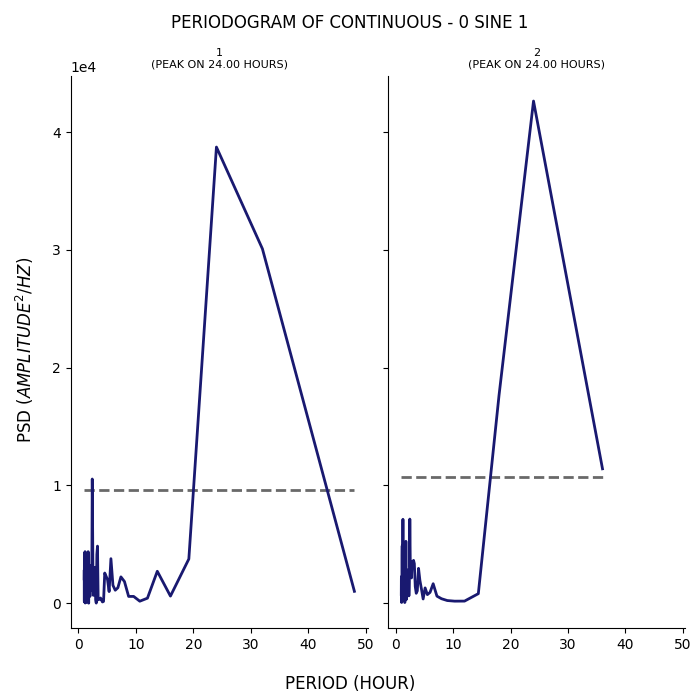 PERIODOGRAM OF CONTINUOUS - 0 SINE 1
1
(PEAK ON 24.00 HOURS)
2
(PEAK ON 24.00 HOURS)
1e4
4
3
2
1
0
PSD (AMPLITUDE²/HZ)
0 10 20 30 40 50
0 10 20 30 40 50
PERIOD (HOUR)